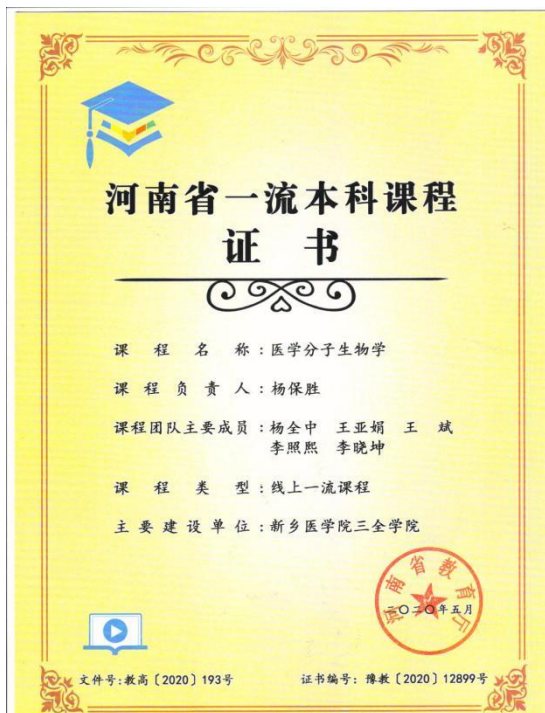 河南省一流本科课程
证 书
课程名称：医学分子生物学
课程负责人：杨保胜
课程团队主要成员：杨全中 王亚娟 王 斌
李照熙 李晓坤
课程类型：线上一流课程
主要建设单位：新乡医学院三全学院
河南省教育厅
二〇二〇年五月
文件号:教高〔2020〕193号 证书编号：豫教〔2020〕12899号